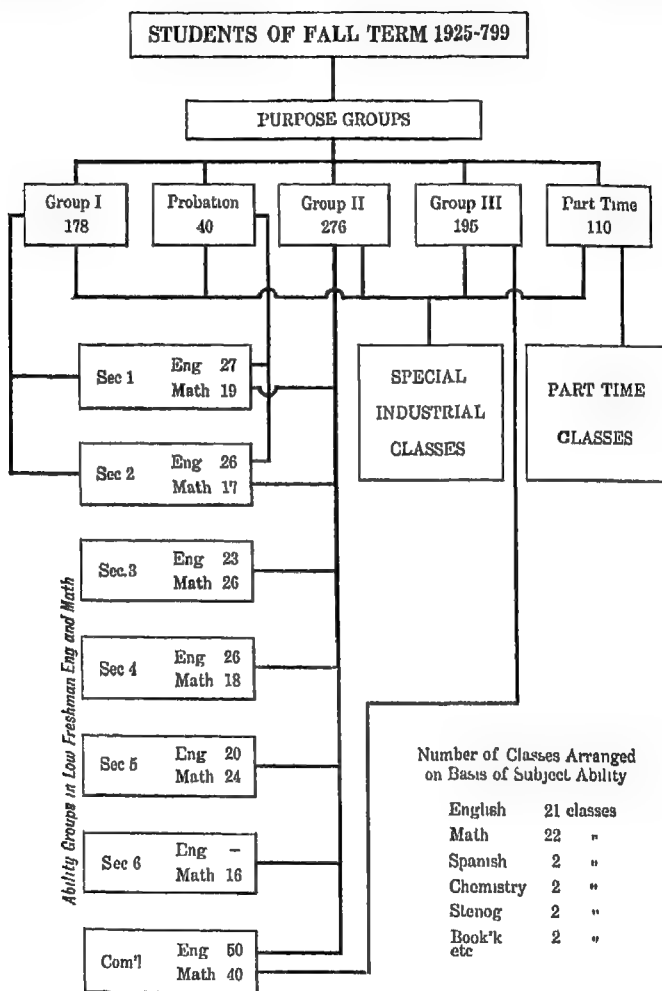 STUDENTS OF FALL TERM 1925-799
PURPOSE GROUPS
Group I
178
Probation
40
Group II
276
Group III
195
Part Time
110
Sec 1
Eng 27
Math 19
SPECIAL
INDUSTRIAL
CLASSES
PART TIME
CLASSES
Sec 2
Eng 26
Math 17
Ability Groups in Low Freshman Eng and Math
Sec.3
Eng 23
Math 26
Sec 4
Eng 26
Math 18
Sec 5
Eng 20
Math 24
Sec 6
Eng –
Math 16
Com'l
Eng 50
Math 40
Number of Classes Arranged
on Basis of Subject Ability
English 21 classes
Math 22 "
Spanish 2 "
Chemistry 2 "
Stenog 2 "
Book'k 2 "
etc